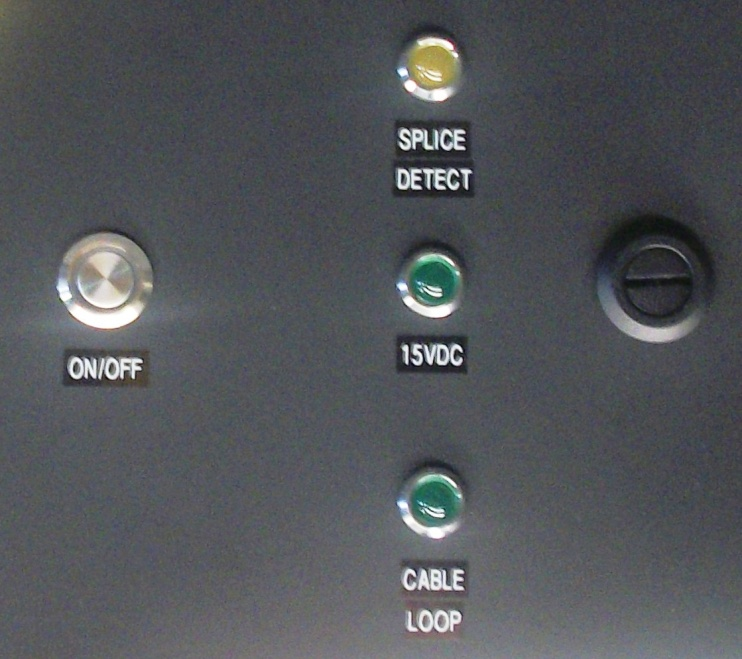 SPLICE
DETECT
ON/OFF
15VDC
CABLE
LOOP